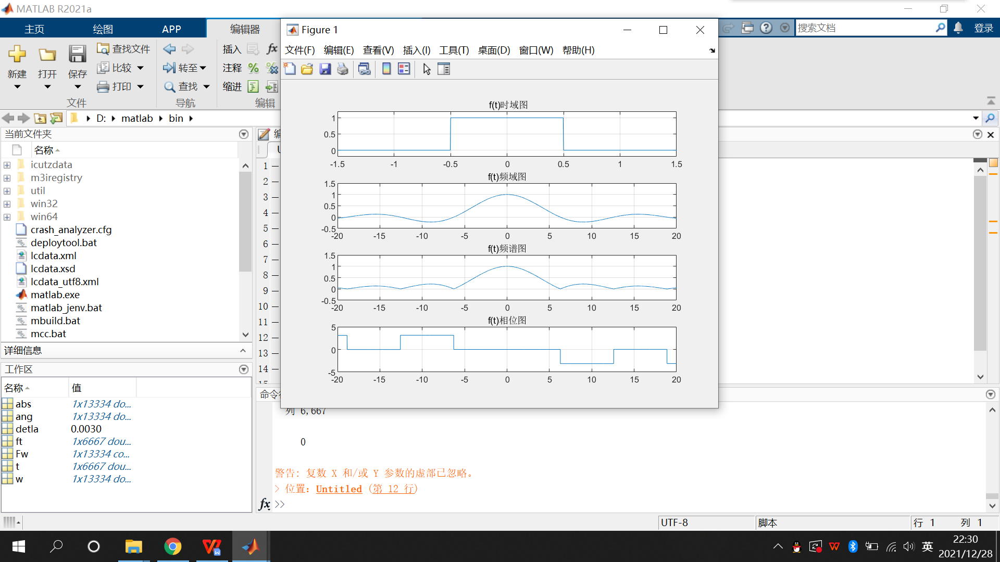 MATLAB R2021a
主页 绘图 APP 编辑器
搜索文档 登录
新建 打开 保存 查找文件 比较 打印
文件
转至 查找
导航
插入 fx
注释
缩进
编辑
D: matlab bin
当前文件夹
名称
icutzdata
m3iregistry
util
win32
win64
crash_analyzer.cfg
deploytool.bat
lcdata.xml
lcdata.xsd
lcdata_utf8.xml
matlab.exe
matlab_jenv.bat
mbuild.bat
mcc.bat
详细信息
工作区
名称 值
abs 1x13334 do...
ang 1x13334 do...
detla 0.0030
ft 1x6667 dou...
Fw 1x13334 co...
t 1x6667 dou...
w 1x13334 do...
1
2
3
4
5
6
7
8
9
10
11
12
13
14
Figure 1
文件(F) 编辑(E) 查看(V) 插入(I) 工具(T) 桌面(D) 窗口(W) 帮助(H)
f(t)时域图
1
0.5
0
-1.5 -1 -0.5 0 0.5 1 1.5
f(t)频域图
1.5
1
0.5
0
-0.5
-20 -15 -10 -5 0 5 10 15 20
f(t)频谱图
1.5
1
0.5
0
-0.5
-20 -15 -10 -5 0 5 10 15 20
f(t)相位图
5
0
-5
-20 -15 -10 -5 0 5 10 15 20
列 6,667
0
警告: 复数 X 和/或 Y 参数的虚部已忽略。
> 位置: Untitled (第 12 行)
fx >>
UTF-8 脚本 行 1 列 1
英
22:30
2021/12/28